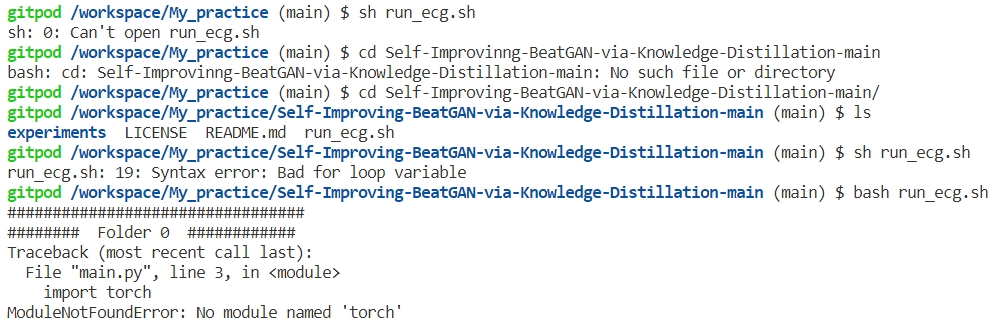 gitpod /workspace/My_practice (main) $ sh run_ecg.sh
sh: 0: Can't open run_ecg.sh
gitpod /workspace/My_practice (main) $ cd Self-Improvinng-BeatGAN-via-Knowledge-Distillation-main
bash: cd: Self-Improvinng-BeatGAN-via-Knowledge-Distillation-main: No such file or directory
gitpod /workspace/My_practice (main) $ cd Self-Improving-BeatGAN-via-Knowledge-Distillation-main/
gitpod /workspace/My_practice/Self-Improving-BeatGAN-via-Knowledge-Distillation-main (main) $ ls
experiments  LICENSE  README.md  run_ecg.sh
gitpod /workspace/My_practice/Self-Improving-BeatGAN-via-Knowledge-Distillation-main (main) $ sh run_ecg.sh
run_ecg.sh: 19: Syntax error: Bad for loop variable
gitpod /workspace/My_practice/Self-Improving-BeatGAN-via-Knowledge-Distillation-main (main) $ bash run_ecg.sh
#################################
########  Folder 0  ############
Traceback (most recent call last):
  File "main.py", line 3, in <module>
    import torch
ModuleNotFoundError: No module named 'torch'